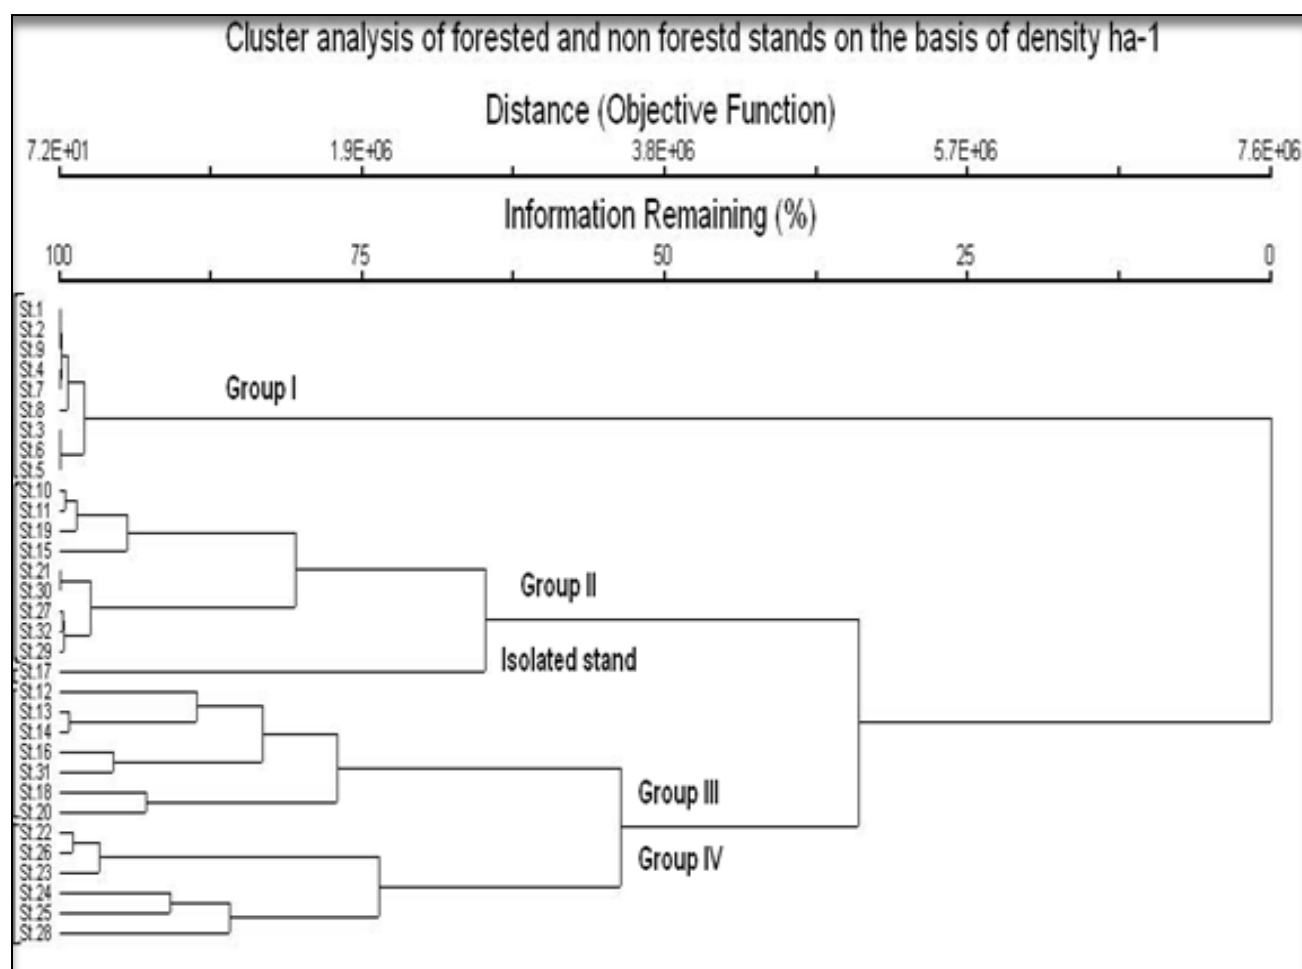 Cluster analysis of forested and non forestd stands on the basis of density ha-1
Distance (Objective Function)
7.2E+01 1.9E+06 3.8E+06 5.7E+06 7.6E+06
Information Remaining (%)
100 75 50 25 0
St.1
St.2
St.9
St.4
St.7
Group I
St.8
St.3
St.6
St.5
St.10
St.11
St.19
St.15
St.21
Group II
St.30
St.27
St.32
St.29
Isolated stand
St.17
St.12
St.13
St.14
St.16
St.31
St.18
Group III
St.20
St.22
St.26
Group IV
St.23
St.24
St.25
St.28